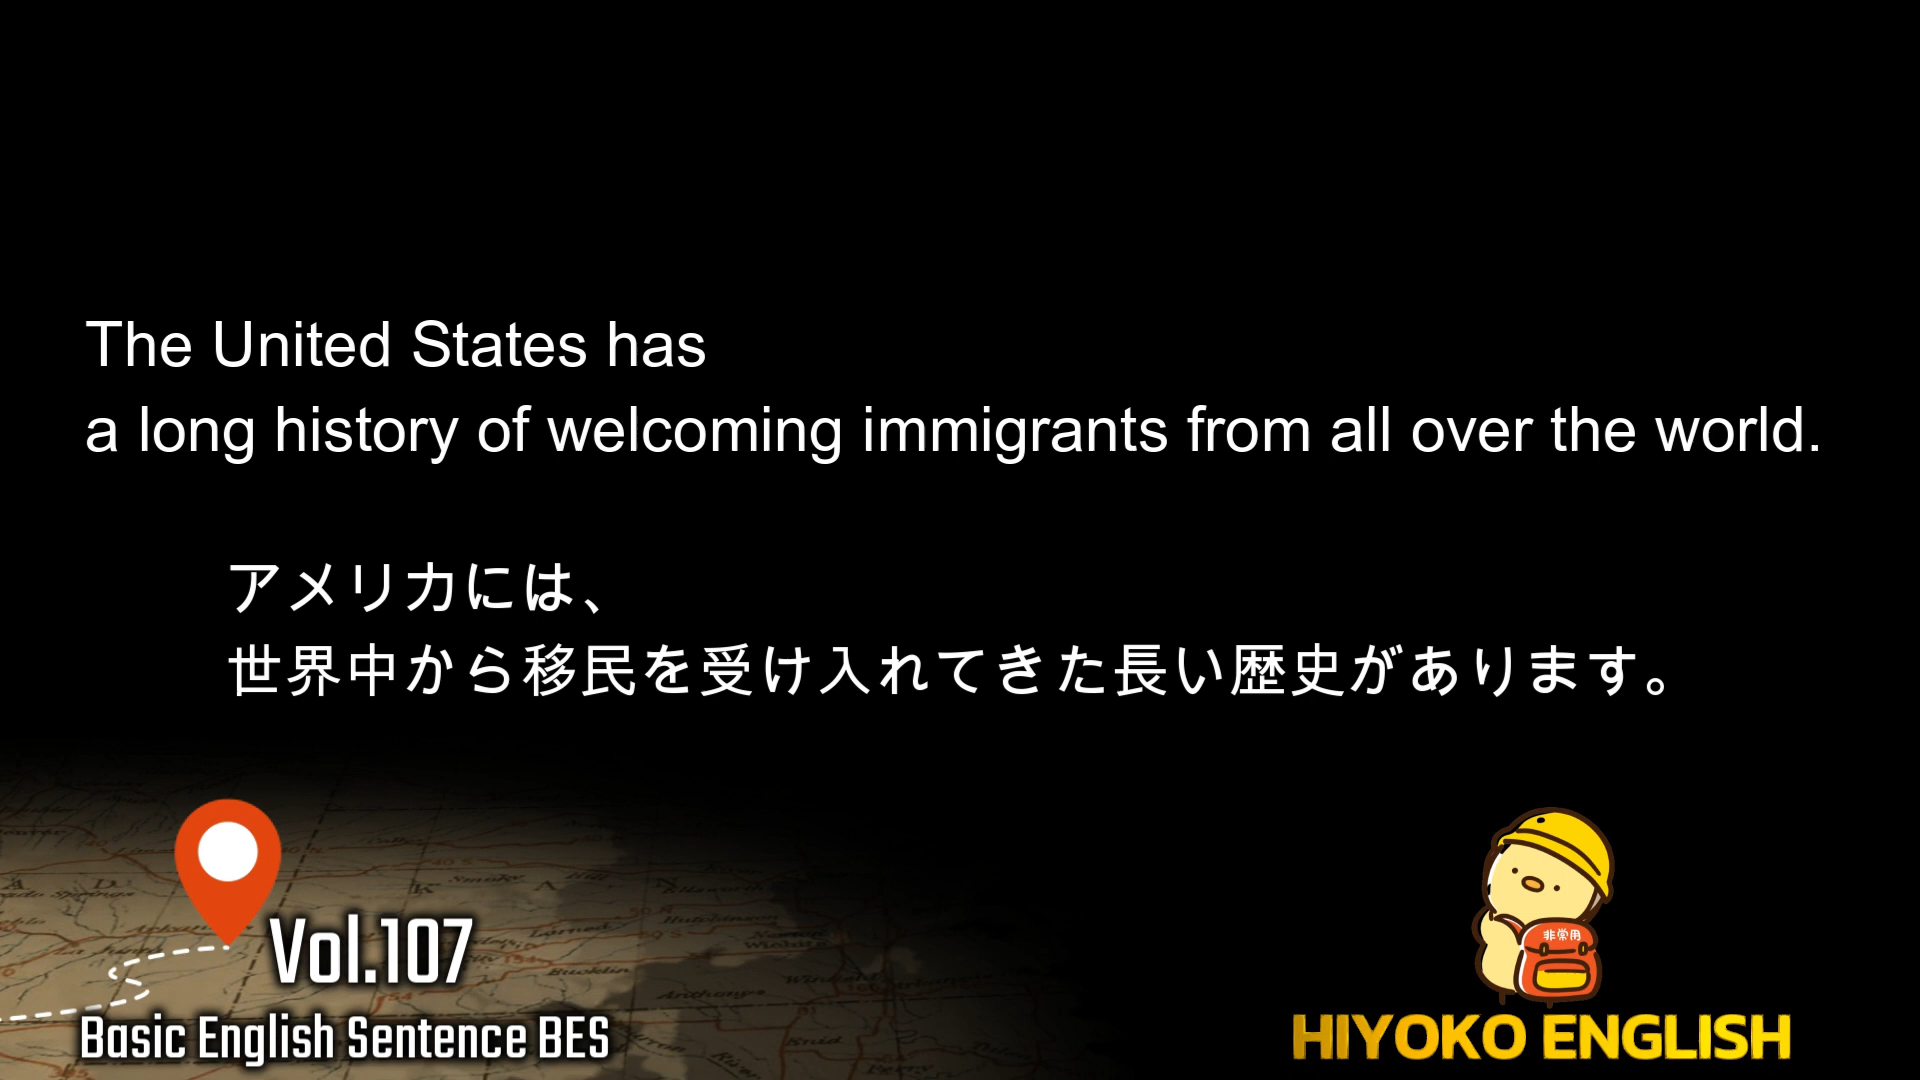 The United States has
a long history of welcoming immigrants from all over the world.
アメリカには、
世界中から移民を受け入れてきた長い歴史があります。
Vol.107
Basic English Sentence BES
非常用
HIYOKO ENGLISH